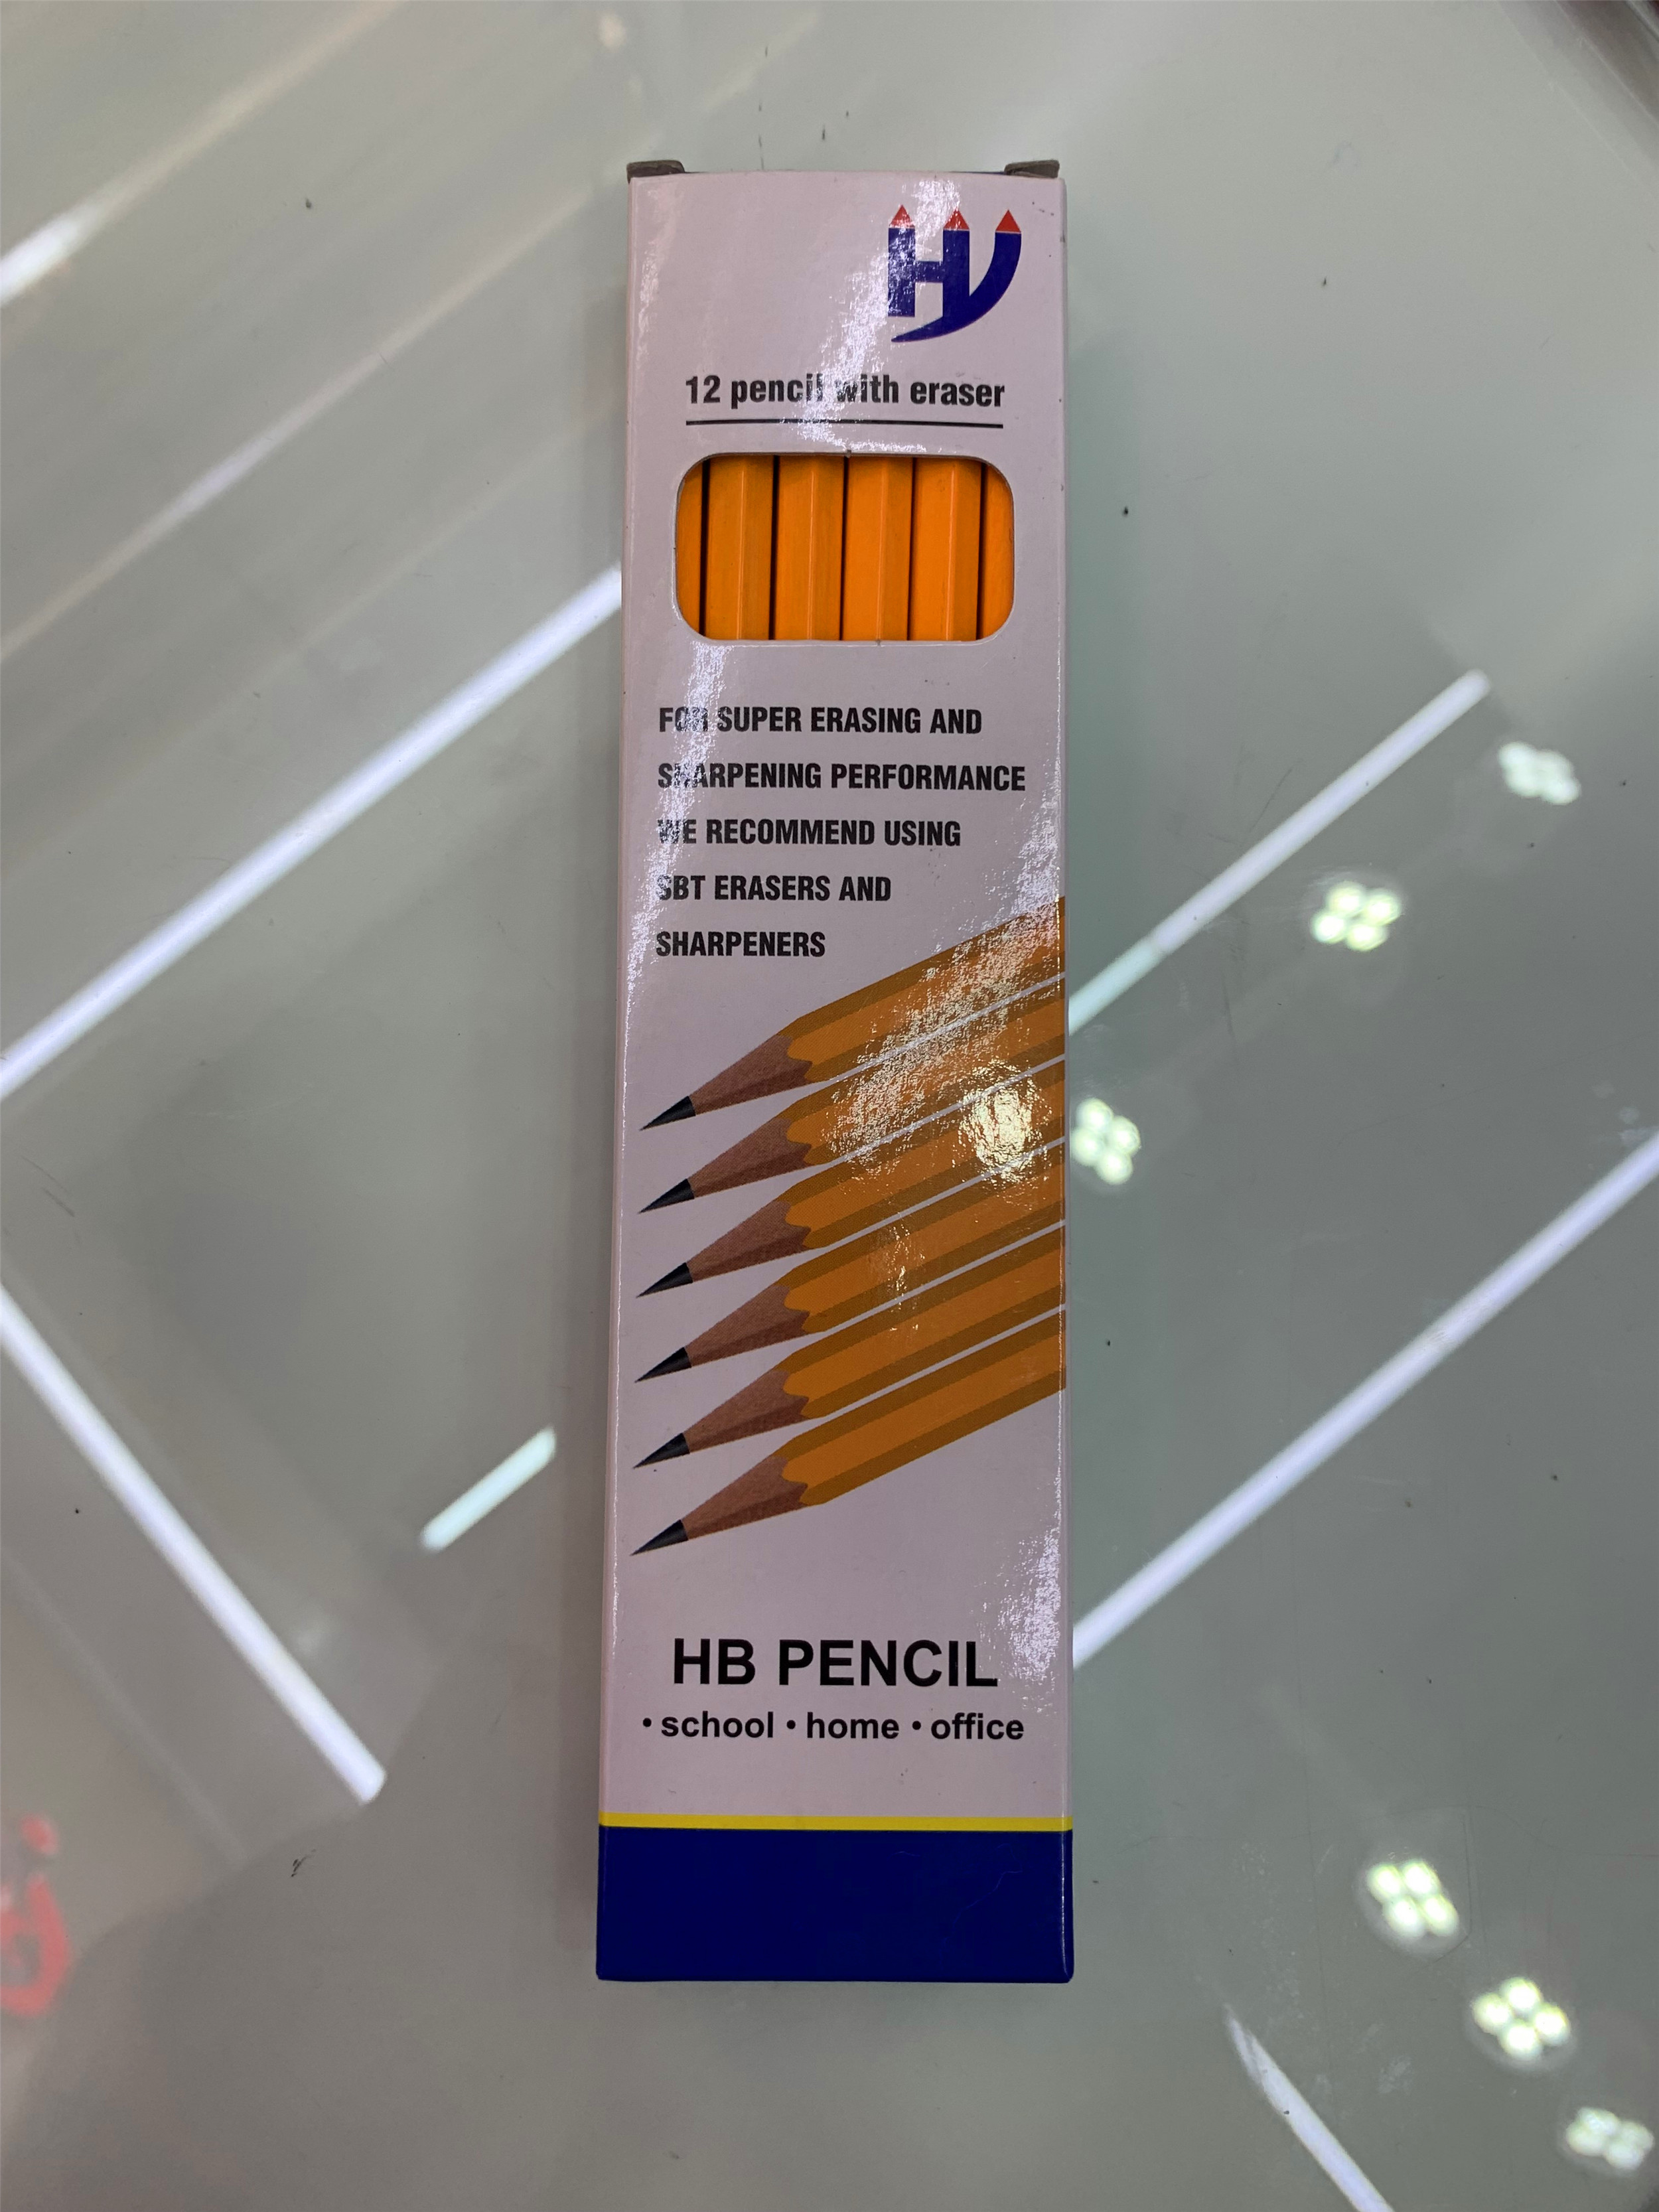 HY
12 pencil with eraser
FOR SUPER ERASING AND
SHARPENING PERFORMANCE
WE RECOMMEND USING
SBT ERASERS AND
SHARPENERS
HB PENCIL
• school • home • office